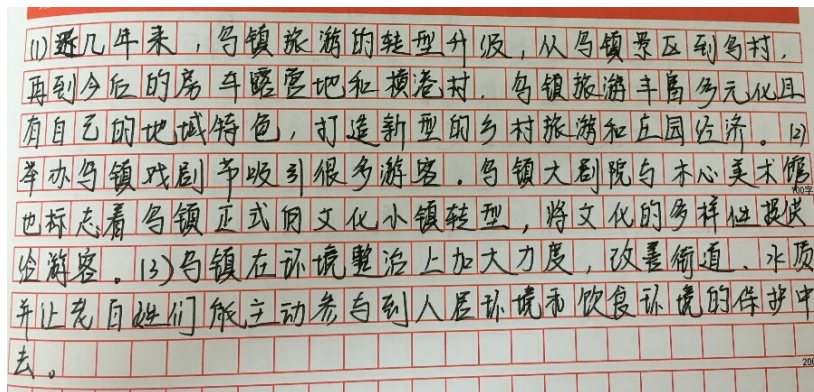 (1)近几年来,乌镇旅游的转型升级,从乌镇景区到乌村,
再到今后的房车露营地和横港村,乌镇旅游丰富多元化且
有自己的地域特色,打造新型的乡村旅游和庄园经济。(2)
举办乌镇戏剧节吸引很多游客。乌镇大剧院与木心美术馆
100字
也标志着乌镇正式向文化小镇转型,将文化的多样性提供
给游客。(3)乌镇在环境整治上加大力度,改善街道、水质
并让老百姓们能主动参与到人居环境和饮食环境的保护中
去。
200